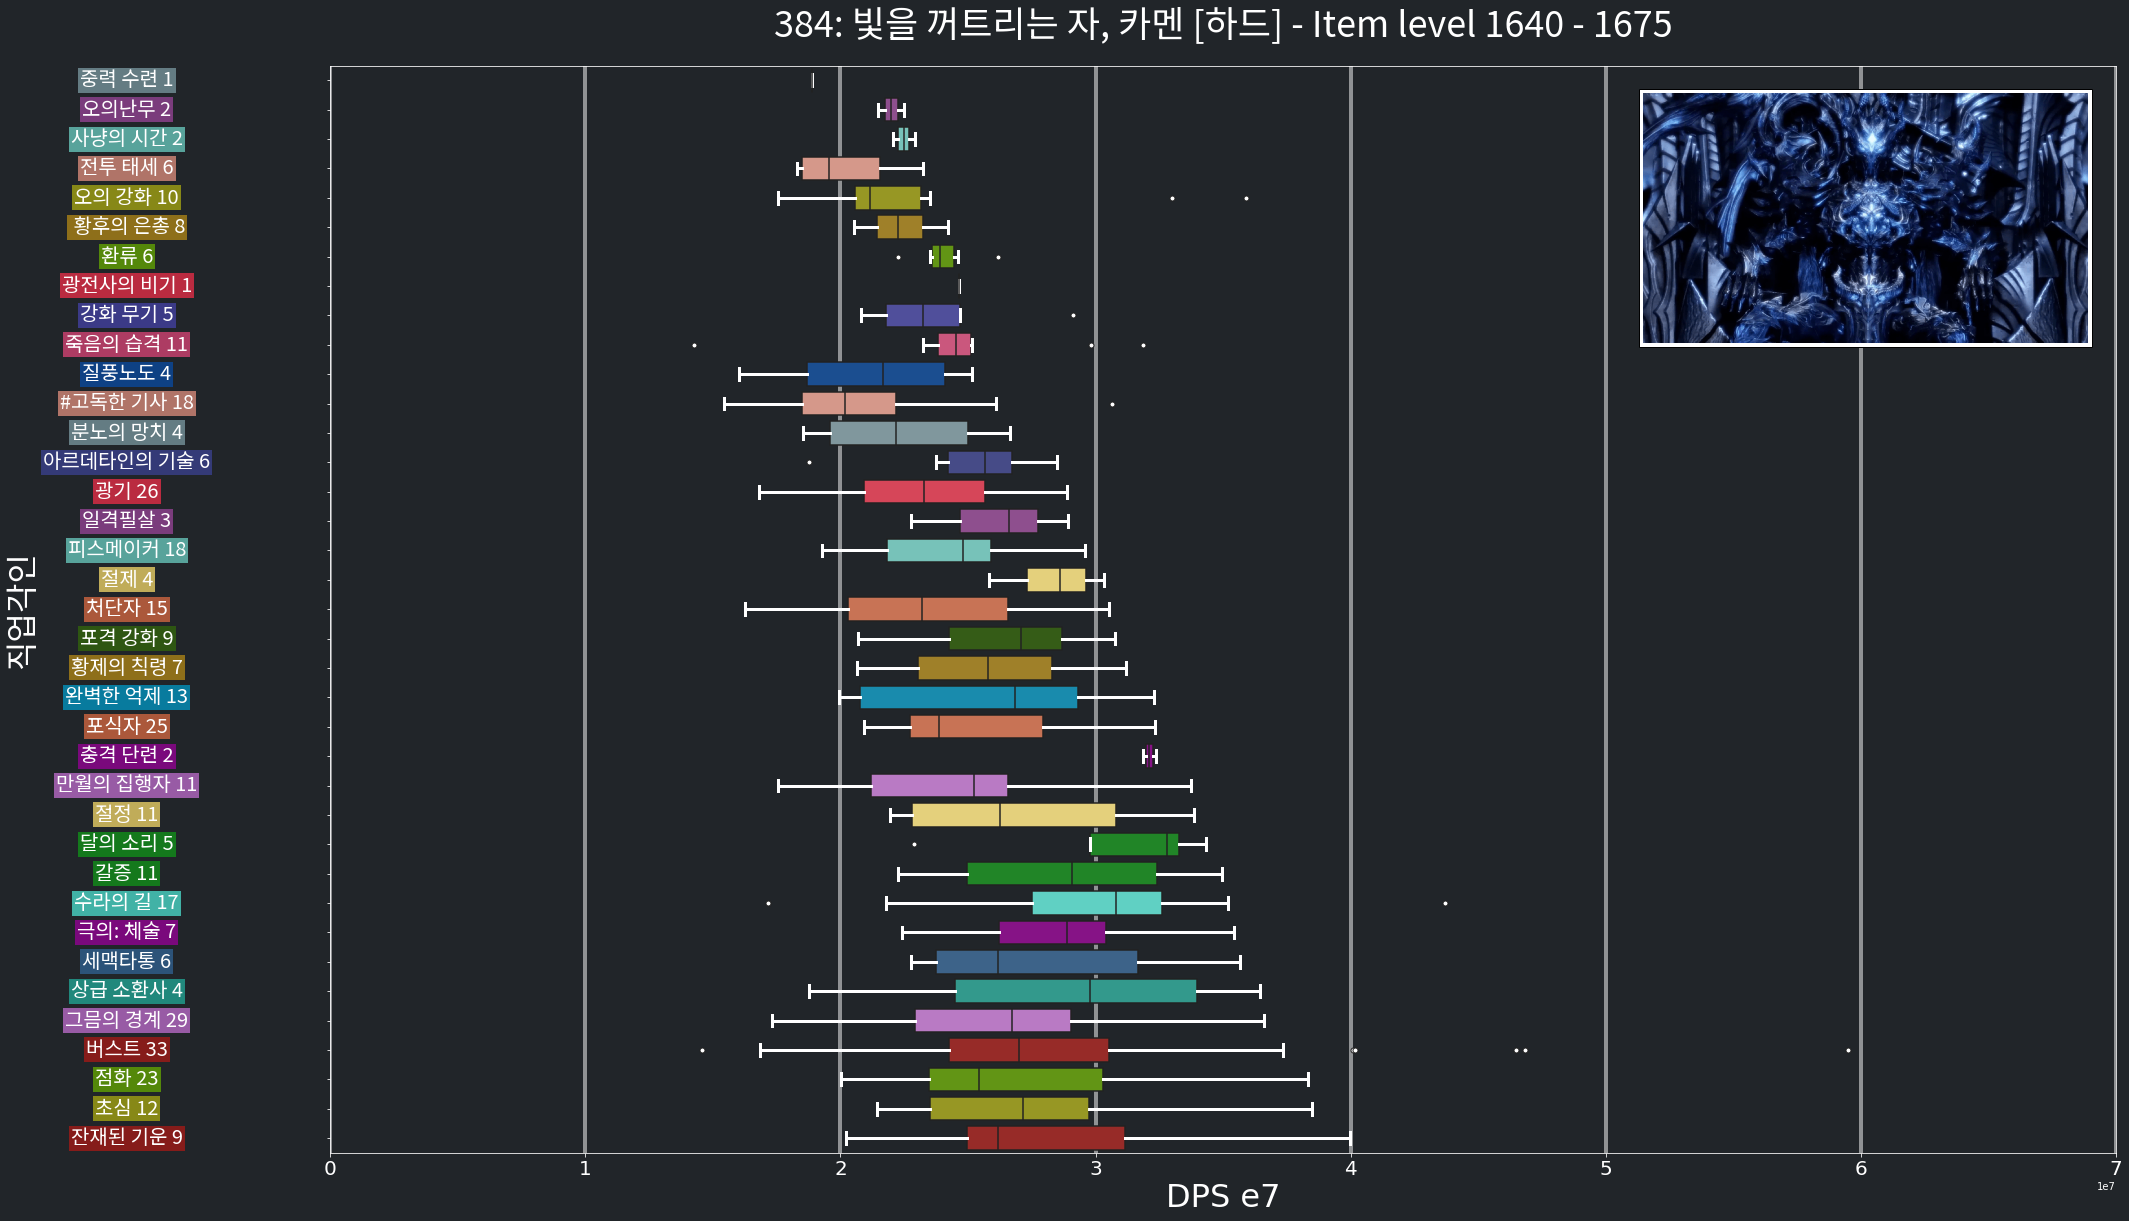 384: 빛을 꺼트리는 자, 카멘 [하드] - Item level 1640 - 1675
직업각인
중력 수련 1
오의난무 2
사냥의 시간 2
전투 태세 6
오의 강화 10
황후의 은총 8
환류 6
광전사의 비기 1
강화 무기 5
죽음의 습격 11
질풍노도 4
#고독한 기사 18
분노의 망치 4
아르데타인의 기술 6
광기 26
일격필살 3
피스메이커 18
절제 4
처단자 15
포격 강화 9
황제의 칙령 7
완벽한 억제 13
포식자 25
충격 단련 2
만월의 집행자 11
절정 11
달의 소리 5
갈증 11
수라의 길 17
극의: 체술 7
세맥타통 6
상급 소환사 4
그믐의 경계 29
버스트 33
점화 23
초심 12
잔재된 기운 9
0 1 2 3 4 5 6 7
1e7
DPS e7